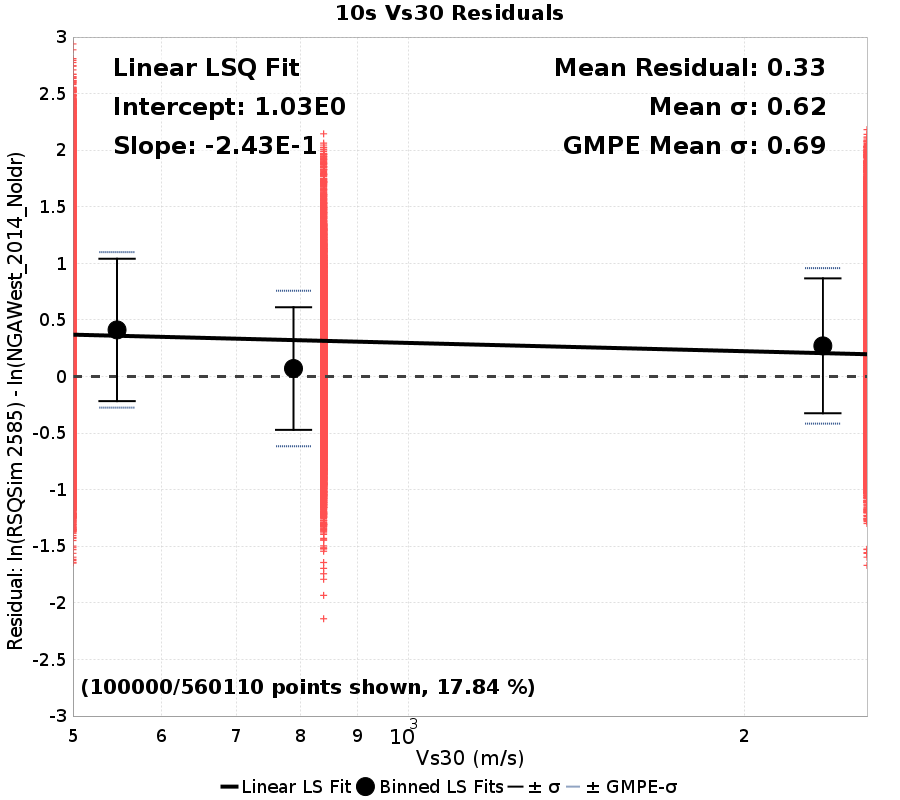 10s Vs30 Residuals
Linear LSQ Fit
Intercept: 1.03E0
Slope: -2.43E-1
Mean Residual: 0.33
Mean σ: 0.62
GMPE Mean σ: 0.69
Residual: ln(RSQSim 2585) - ln(NGAWest_2014_NoIdr)
3
2.5
2
1.5
1
0.5
0
-0.5
-1
-1.5
-2
-2.5
-3
(100000/560110 points shown, 17.84 %)
5 6 7 8 9 10^3 2
Vs30 (m/s)
Linear LS Fit Binned LS Fits ± σ ± GMPE-σ